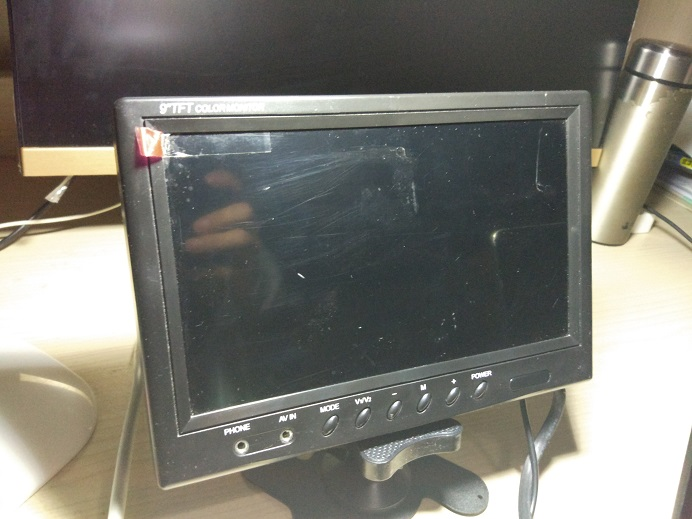 9"TFT COLOR MONITOR
PHONE AV IN MODE V1/V2 − M + POWER